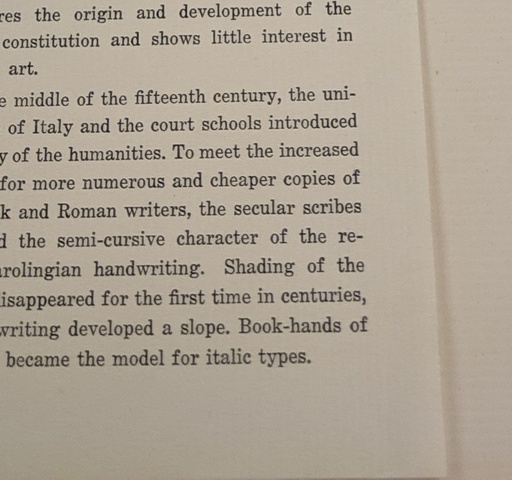 the origin and development of the
constitution and shows little interest in
art.
middle of the fifteenth century, the uni-
of Italy and the court schools introduced
of the humanities. To meet the increased
for more numerous and cheaper copies of
and Roman writers, the secular scribes
the semi-cursive character of the re-
handwriting. Shading of the
for the first time in centuries,
writing developed a slope. Book-hands of
became the model for italic types.